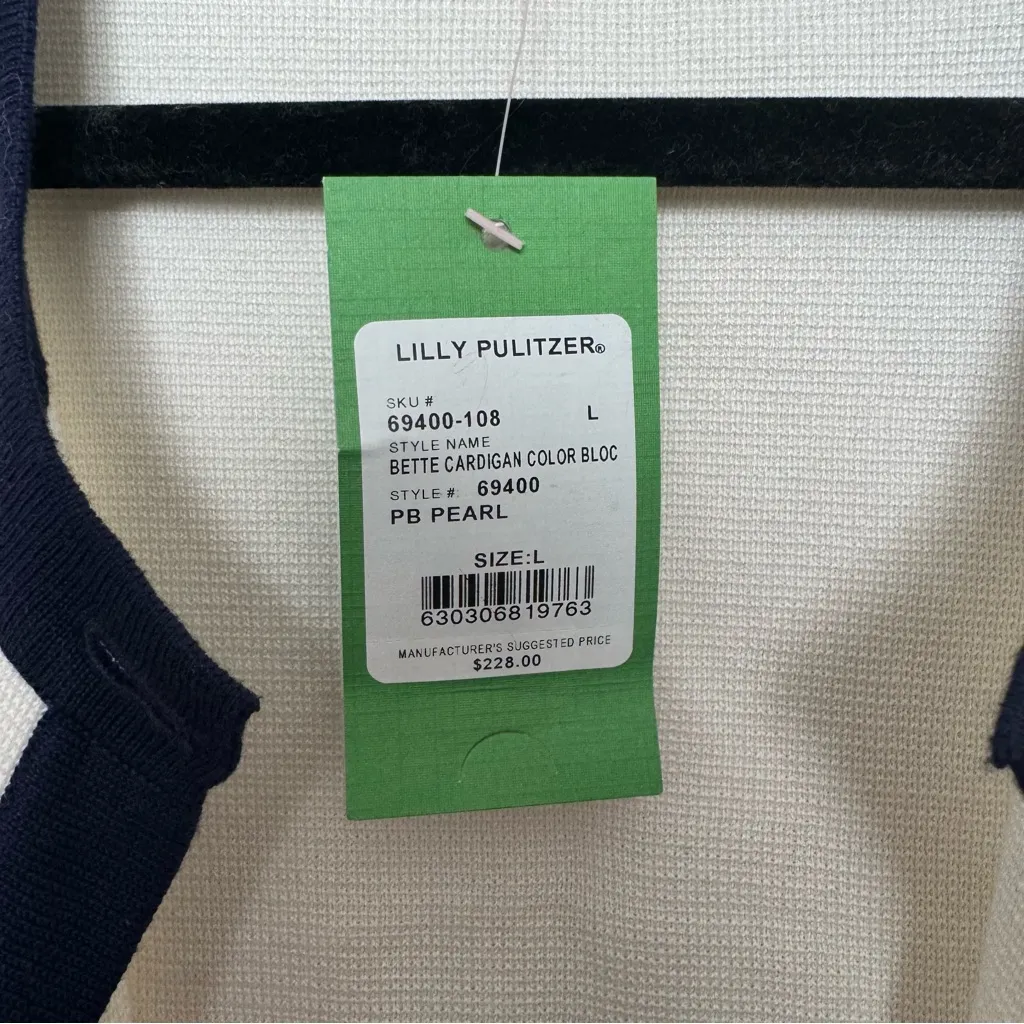 LILLY PULITZER®
SKU #
69400-108 L
STYLE NAME
BETTE CARDIGAN COLOR BLOC
STYLE #: 69400
PB PEARL
SIZE:L
630306819763
MANUFACTURER'S SUGGESTED PRICE
$228.00